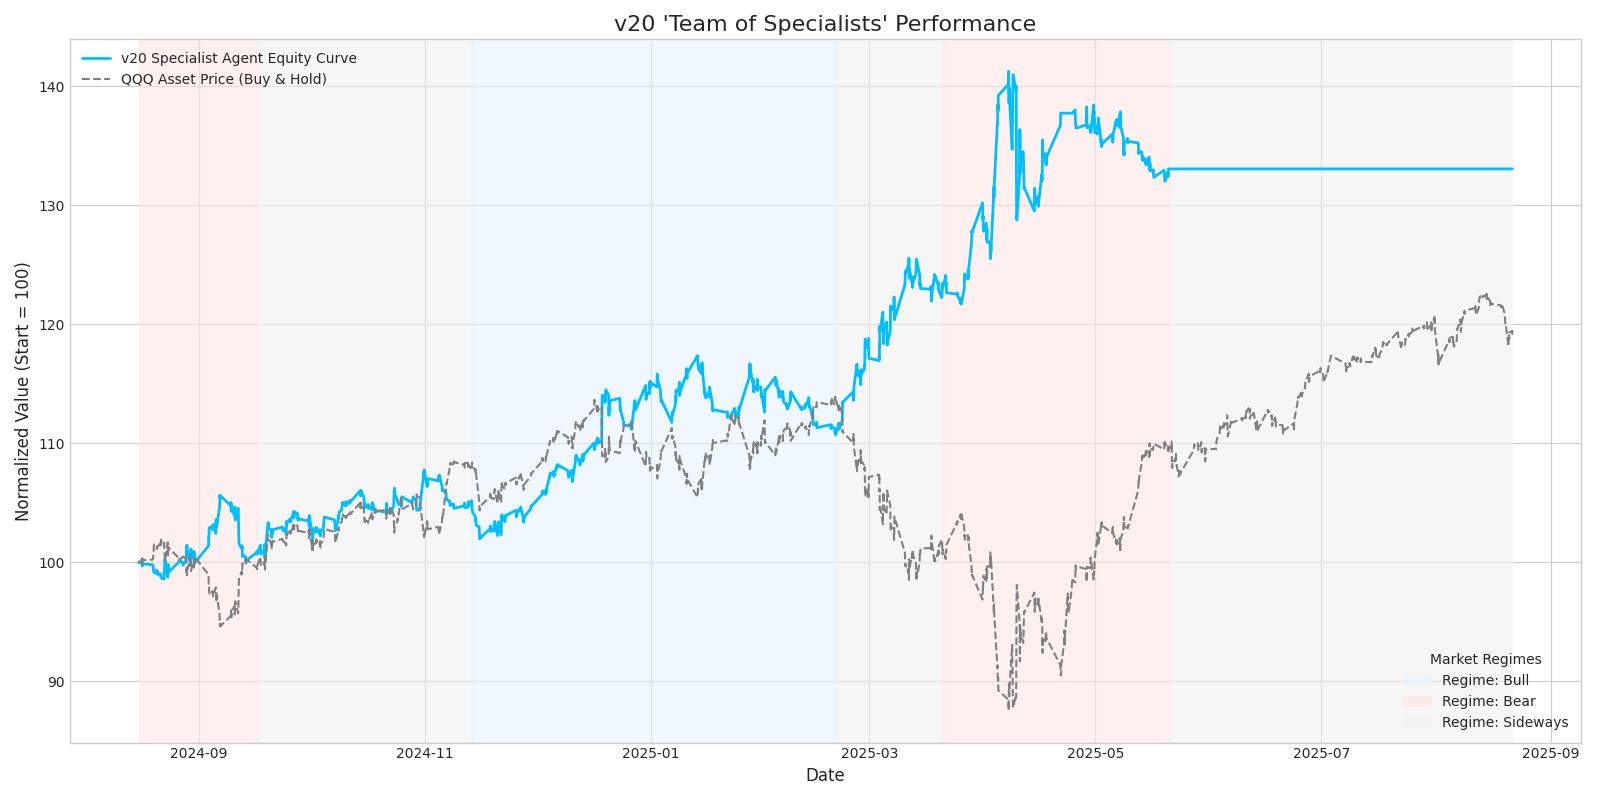 v20 'Team of Specialists' Performance
v20 Specialist Agent Equity Curve
QQQ Asset Price (Buy & Hold)
Normalized Value (Start = 100)
140
130
120
110
100
90
Market Regimes
Regime: Bull
Regime: Bear
Regime: Sideways
2024-09
2024-11
2025-01
2025-03
2025-05
2025-07
2025-09
Date